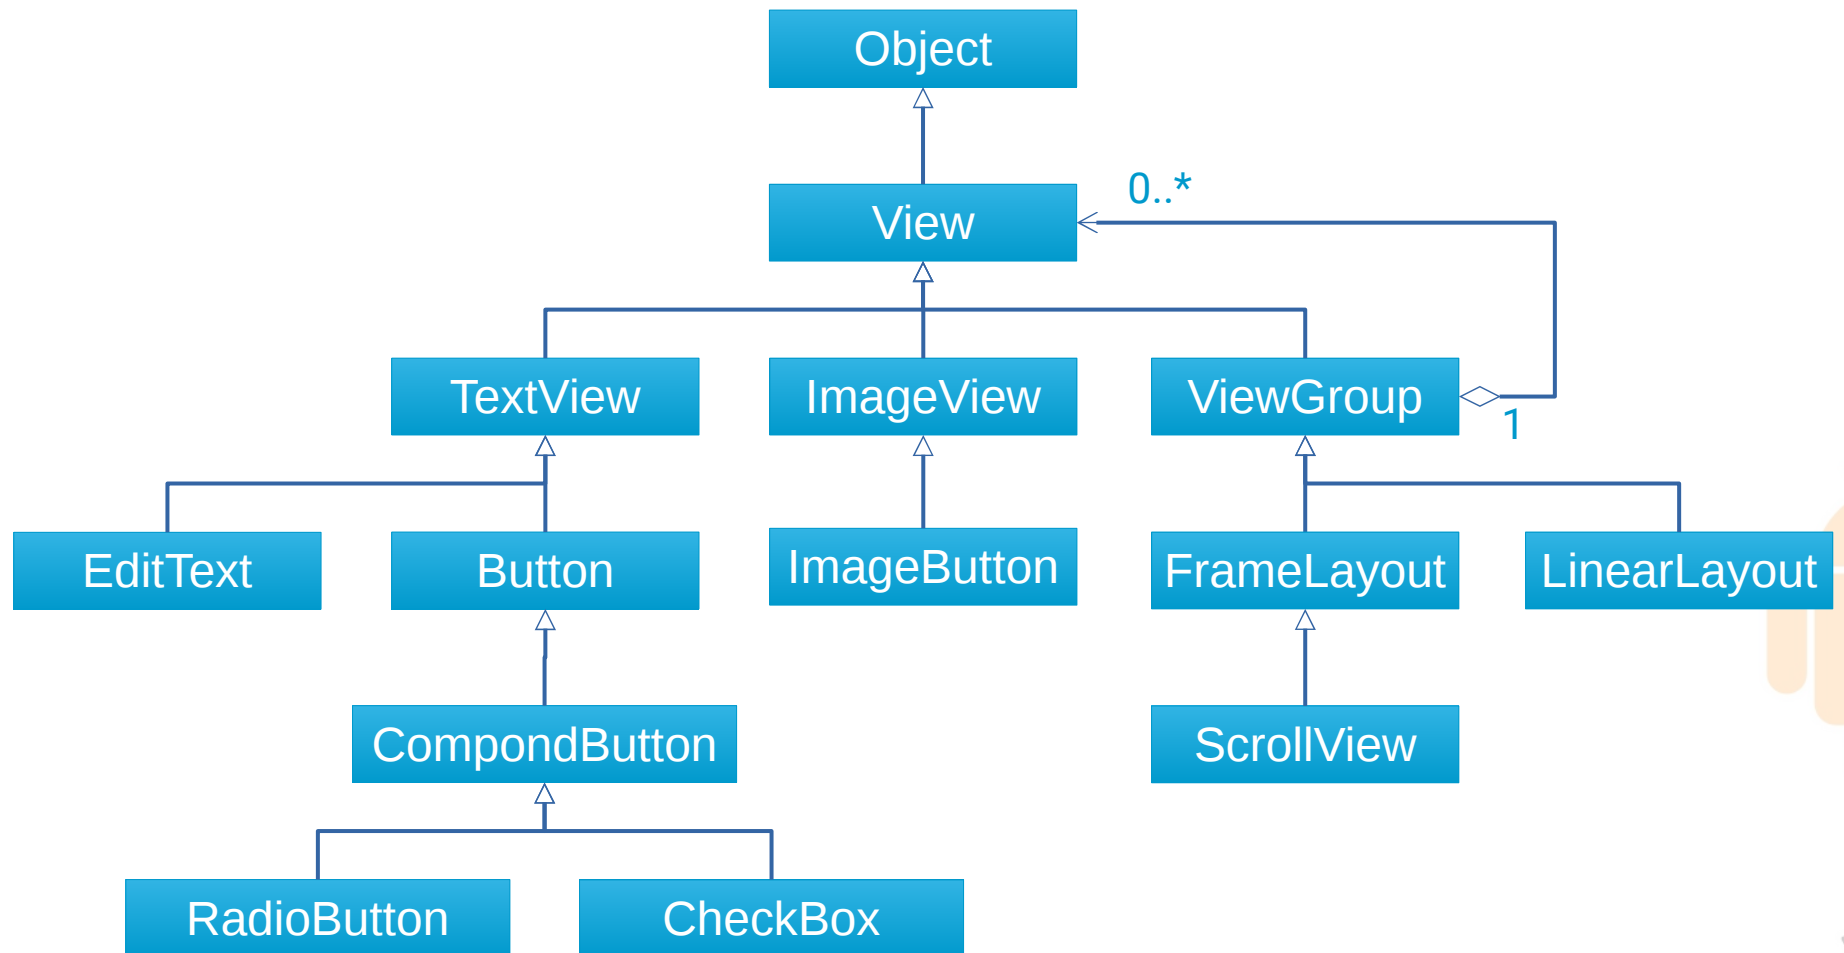 Object
0..*
View
TextView
ImageView
ViewGroup
1
EditText
Button
ImageButton
FrameLayout
LinearLayout
CompondButton
ScrollView
RadioButton
CheckBox